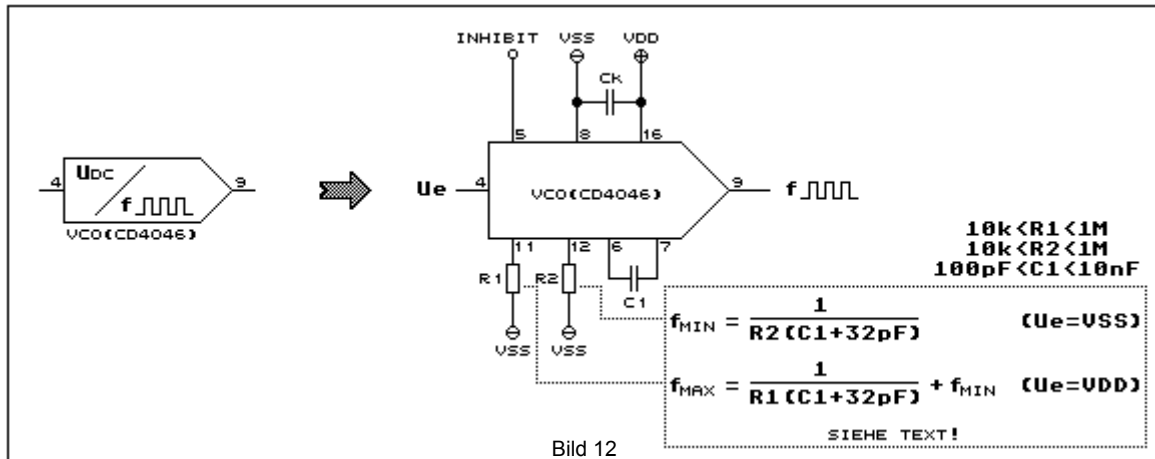 INHIBIT VSS VDD
⊖ ⊕
Ck
5 8 16
4 UDC / f 9
VCO(CD4046)
Ue 4 VCO(CD4046) 9 f
11 12 6 7
R1 R2 C1
⊖ ⊖
VSS VSS
10k<R1<1M
10k<R2<1M
100pF<C1<10nF
fMIN = 1 / R2(C1+32pF) (Ue=VSS)
fMAX = 1 / R1(C1+32pF) + fMIN (Ue=VDD)
SIEHE TEXT!
Bild 12